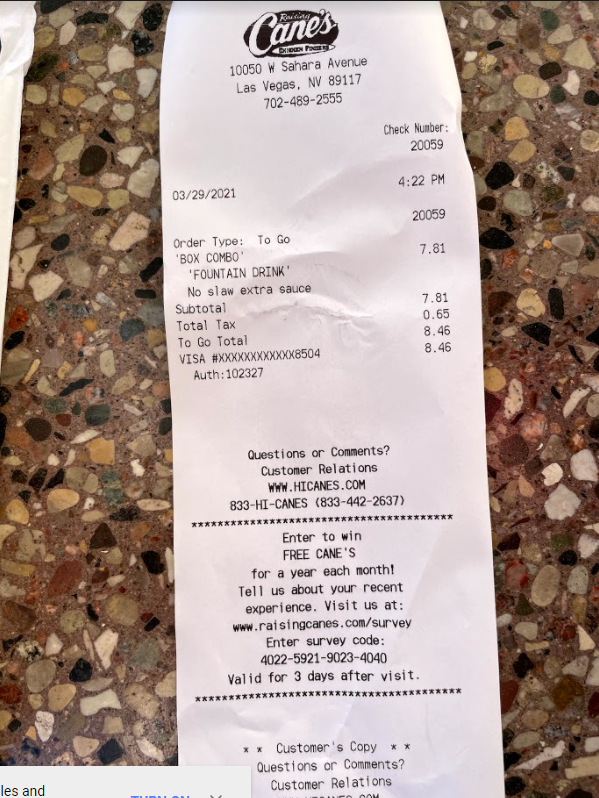 Raising
Cane's
CHICKEN FINGERS
10050 W Sahara Avenue
Las Vegas, NV 89117
702-489-2555
Check Number:
20059
03/29/2021 4:22 PM
20059
Order Type: To Go
'BOX COMBO' 7.81
'FOUNTAIN DRINK'
No slaw extra sauce
Subtotal 7.81
Total Tax 0.65
To Go Total 8.46
VISA #XXXXXXXXXXXX8504 8.46
Auth:102327
Questions or Comments?
Customer Relations
WWW.HICANES.COM
833-HI-CANES (833-442-2637)
****************************************
Enter to win
FREE CANE'S
for a year each month!
Tell us about your recent
experience. Visit us at:
www.raisingcanes.com/survey
Enter survey code:
4022-5921-9023-4040
Valid for 3 days after visit.
****************************************
* * Customer's Copy * *
Questions or Comments?
Customer Relations
les and